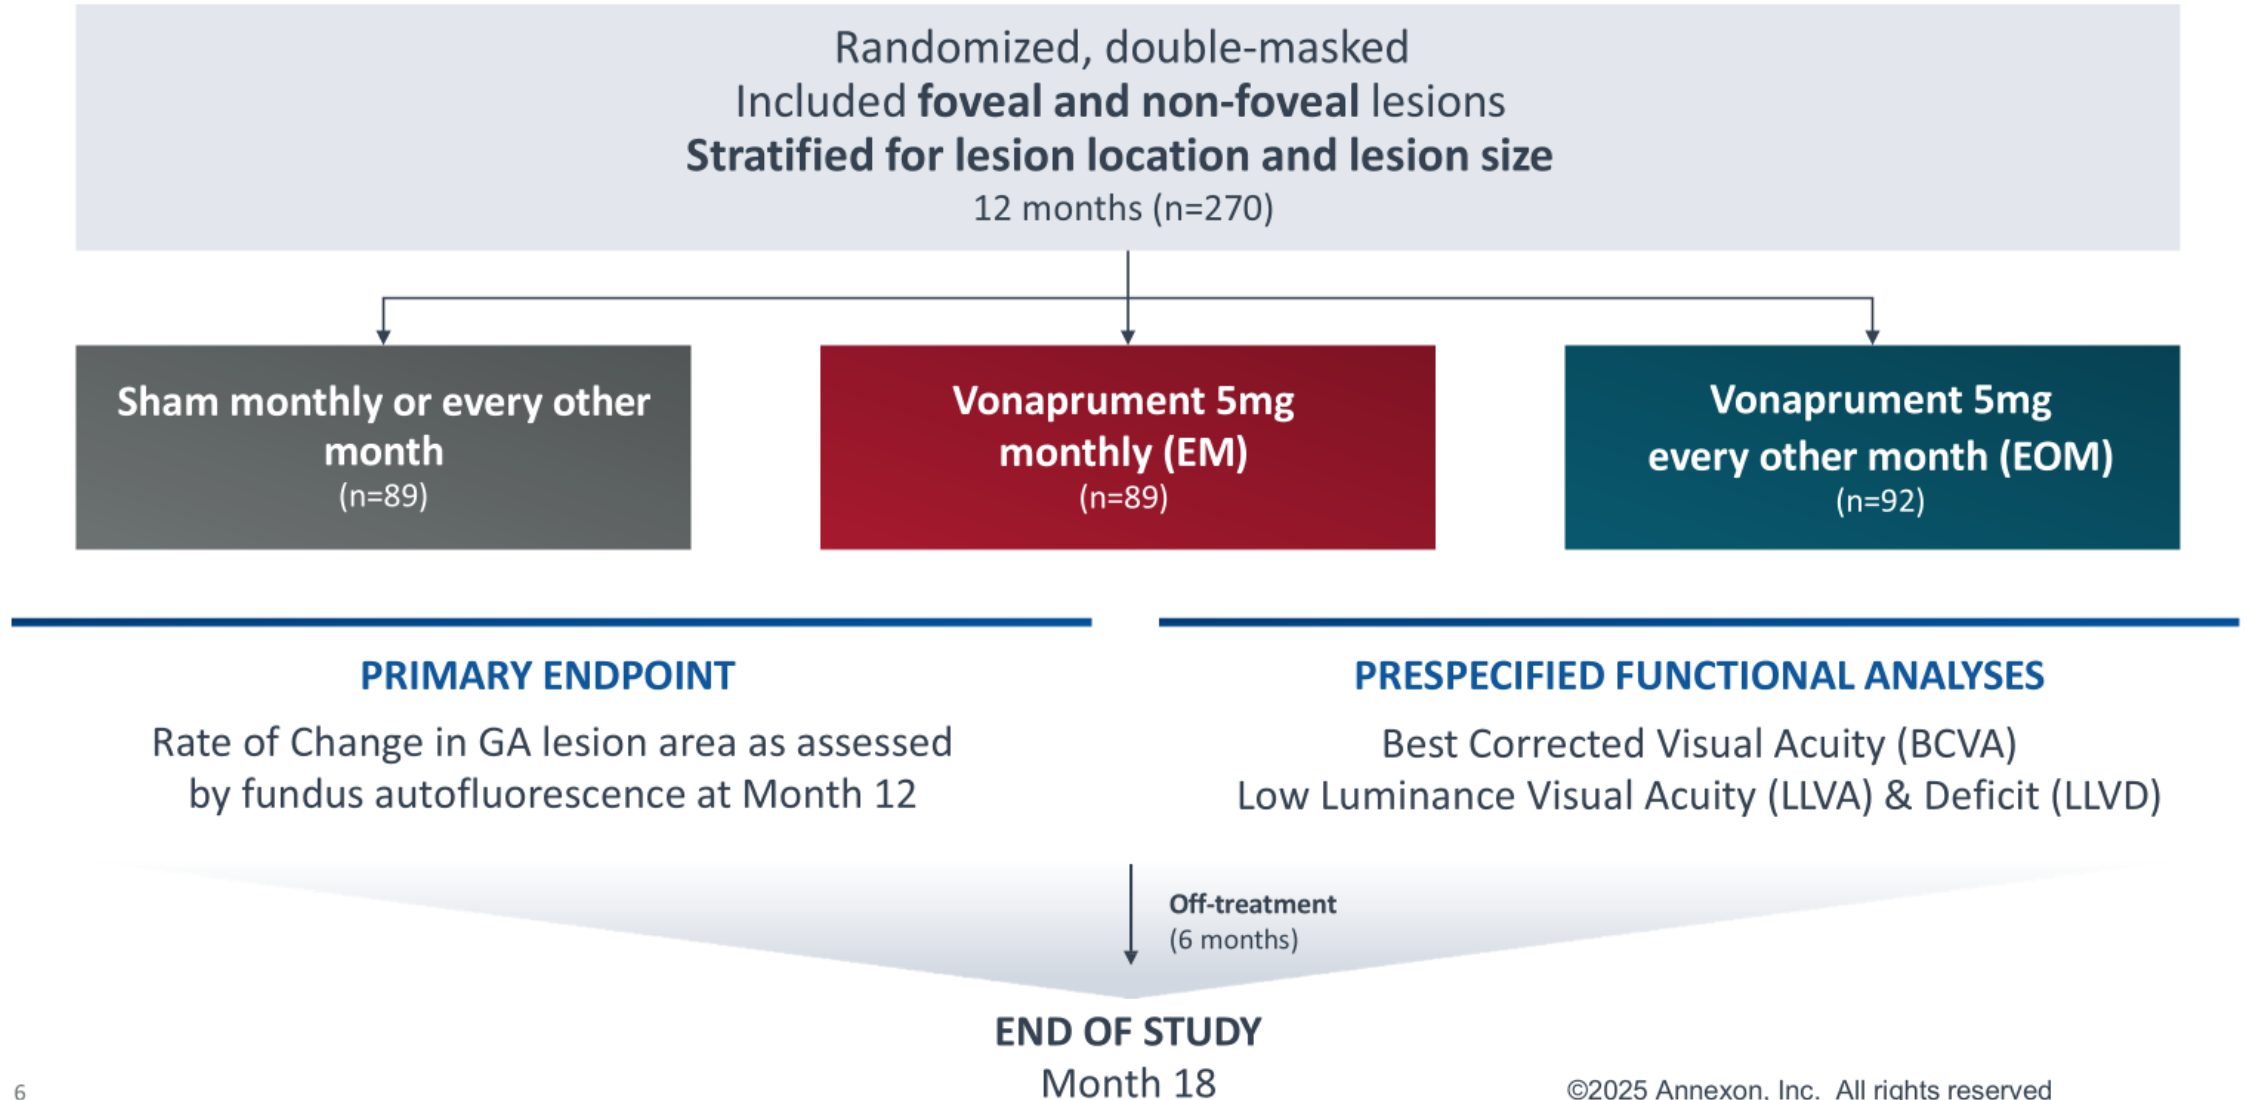 Randomized, double-masked
Included foveal and non-foveal lesions
Stratified for lesion location and lesion size
12 months (n=270)
Sham monthly or every other
month
(n=89)
Vonaprument 5mg
monthly (EM)
(n=89)
Vonaprument 5mg
every other month (EOM)
(n=92)
PRIMARY ENDPOINT
Rate of Change in GA lesion area as assessed
by fundus autofluorescence at Month 12
PRESPECIFIED FUNCTIONAL ANALYSES
Best Corrected Visual Acuity (BCVA)
Low Luminance Visual Acuity (LLVA) & Deficit (LLVD)
Off-treatment
(6 months)
END OF STUDY
Month 18
6
©2025 Annexon, Inc. All rights reserved